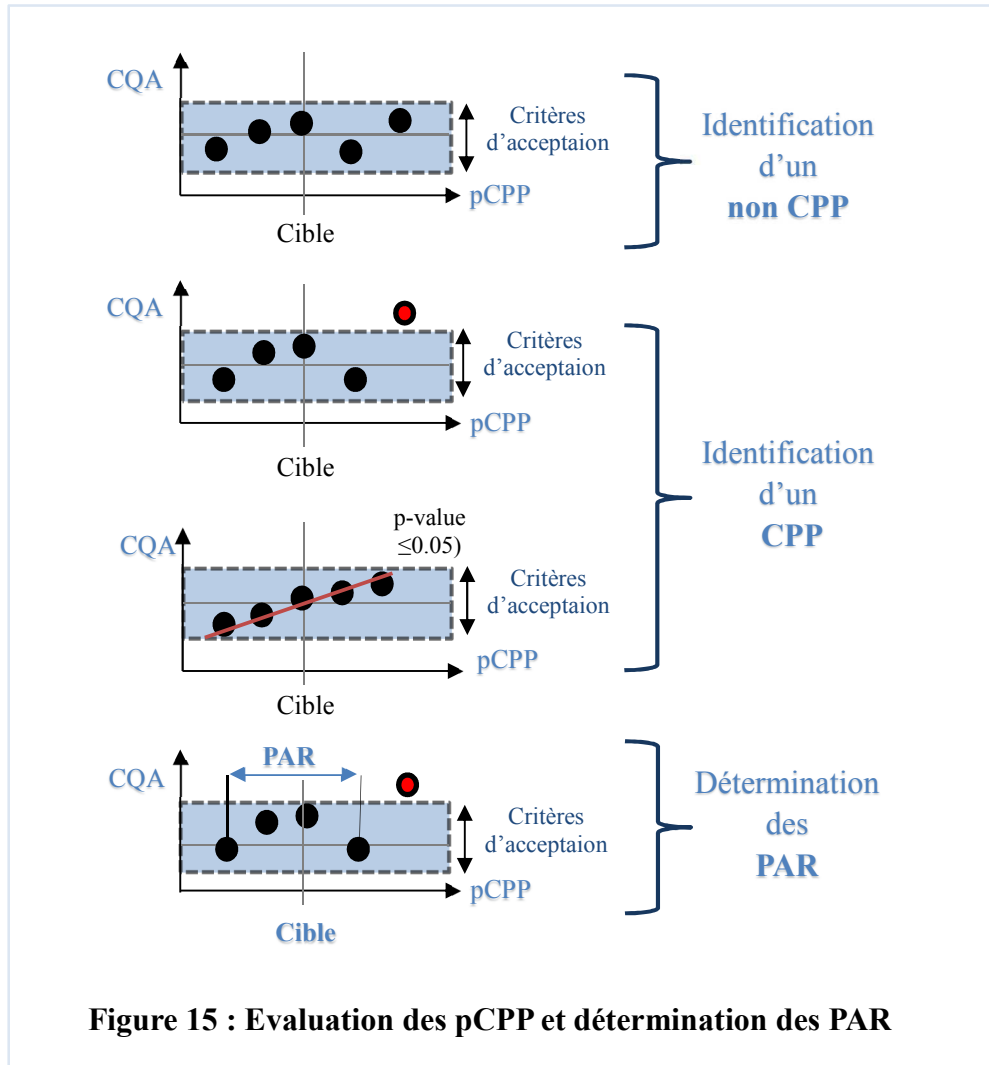 CQA
Critères
d'acceptaion
pCPP
Cible
Identification
d'un
non CPP
CQA
Critères
d'acceptaion
pCPP
Cible
Identification
d'un
CPP
p-value
≤0.05)
CQA
Critères
d'acceptaion
pCPP
Cible
PAR
CQA
Critères
d'acceptaion
pCPP
Cible
Détermination
des
PAR
Figure 15 : Evaluation des pCPP et détermination des PAR